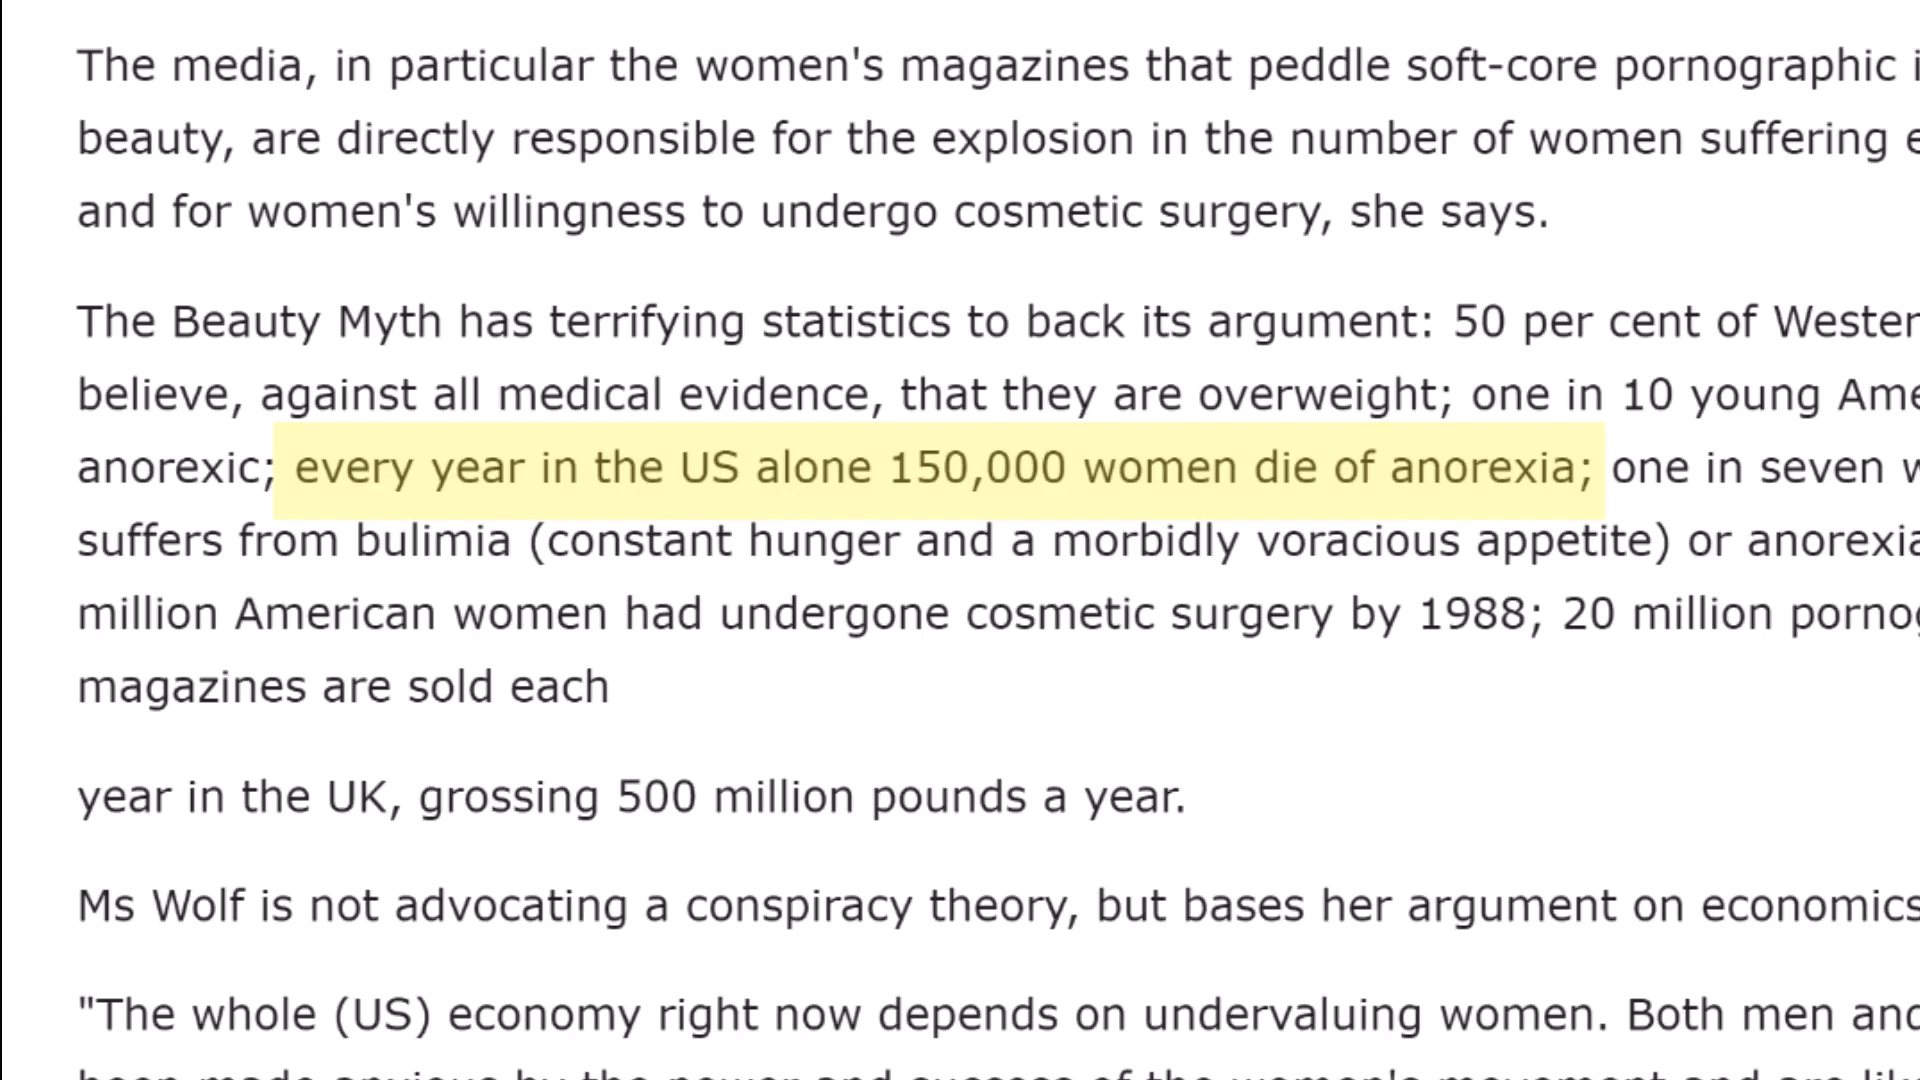 The media, in particular the women's magazines that peddle soft-core pornographic
beauty, are directly responsible for the explosion in the number of women suffering
and for women's willingness to undergo cosmetic surgery, she says.
The Beauty Myth has terrifying statistics to back its argument: 50 per cent of Wester
believe, against all medical evidence, that they are overweight; one in 10 young Ame
anorexic; every year in the US alone 150,000 women die of anorexia; one in seven
suffers from bulimia (constant hunger and a morbidly voracious appetite) or anorexia
million American women had undergone cosmetic surgery by 1988; 20 million pornog
magazines are sold each
year in the UK, grossing 500 million pounds a year.
Ms Wolf is not advocating a conspiracy theory, but bases her argument on economics
"The whole (US) economy right now depends on undervaluing women. Both men and